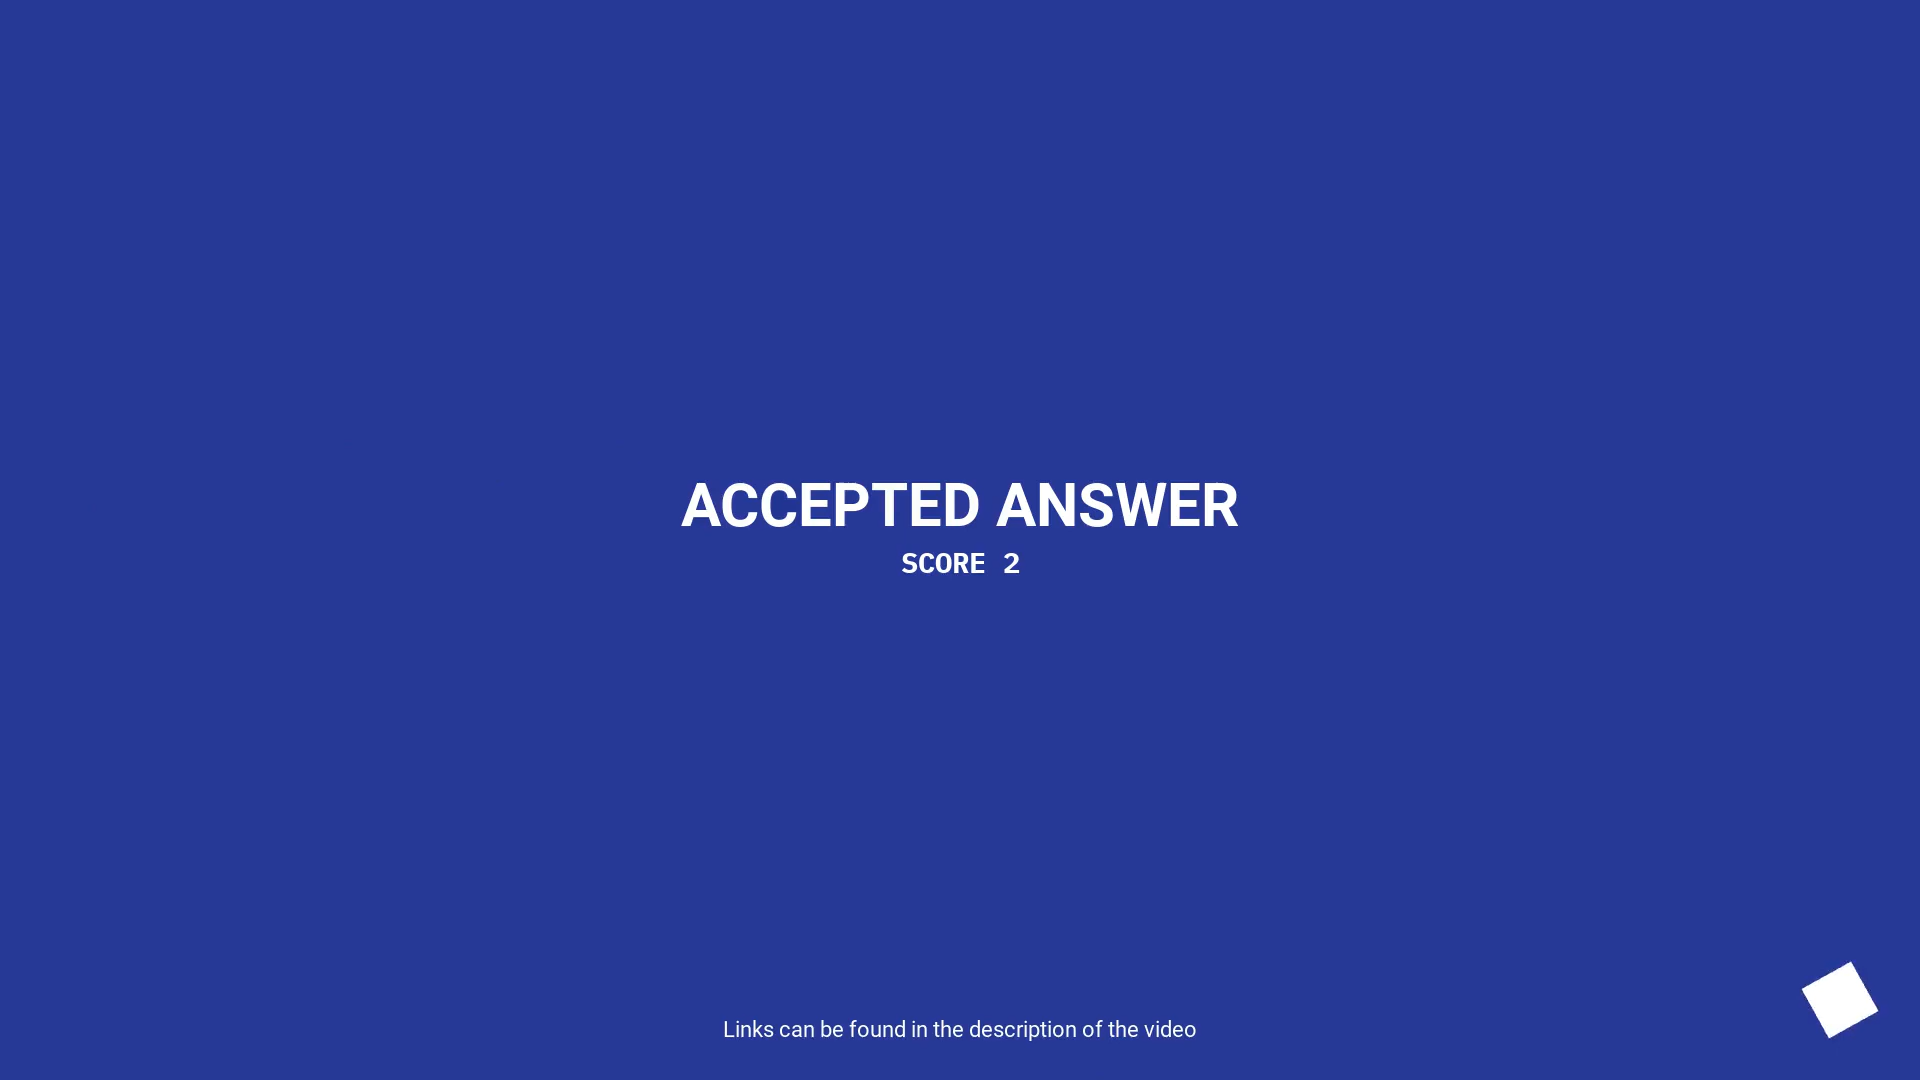 ACCEPTED ANSWER
SCORE 2
Links can be found in the description of the video